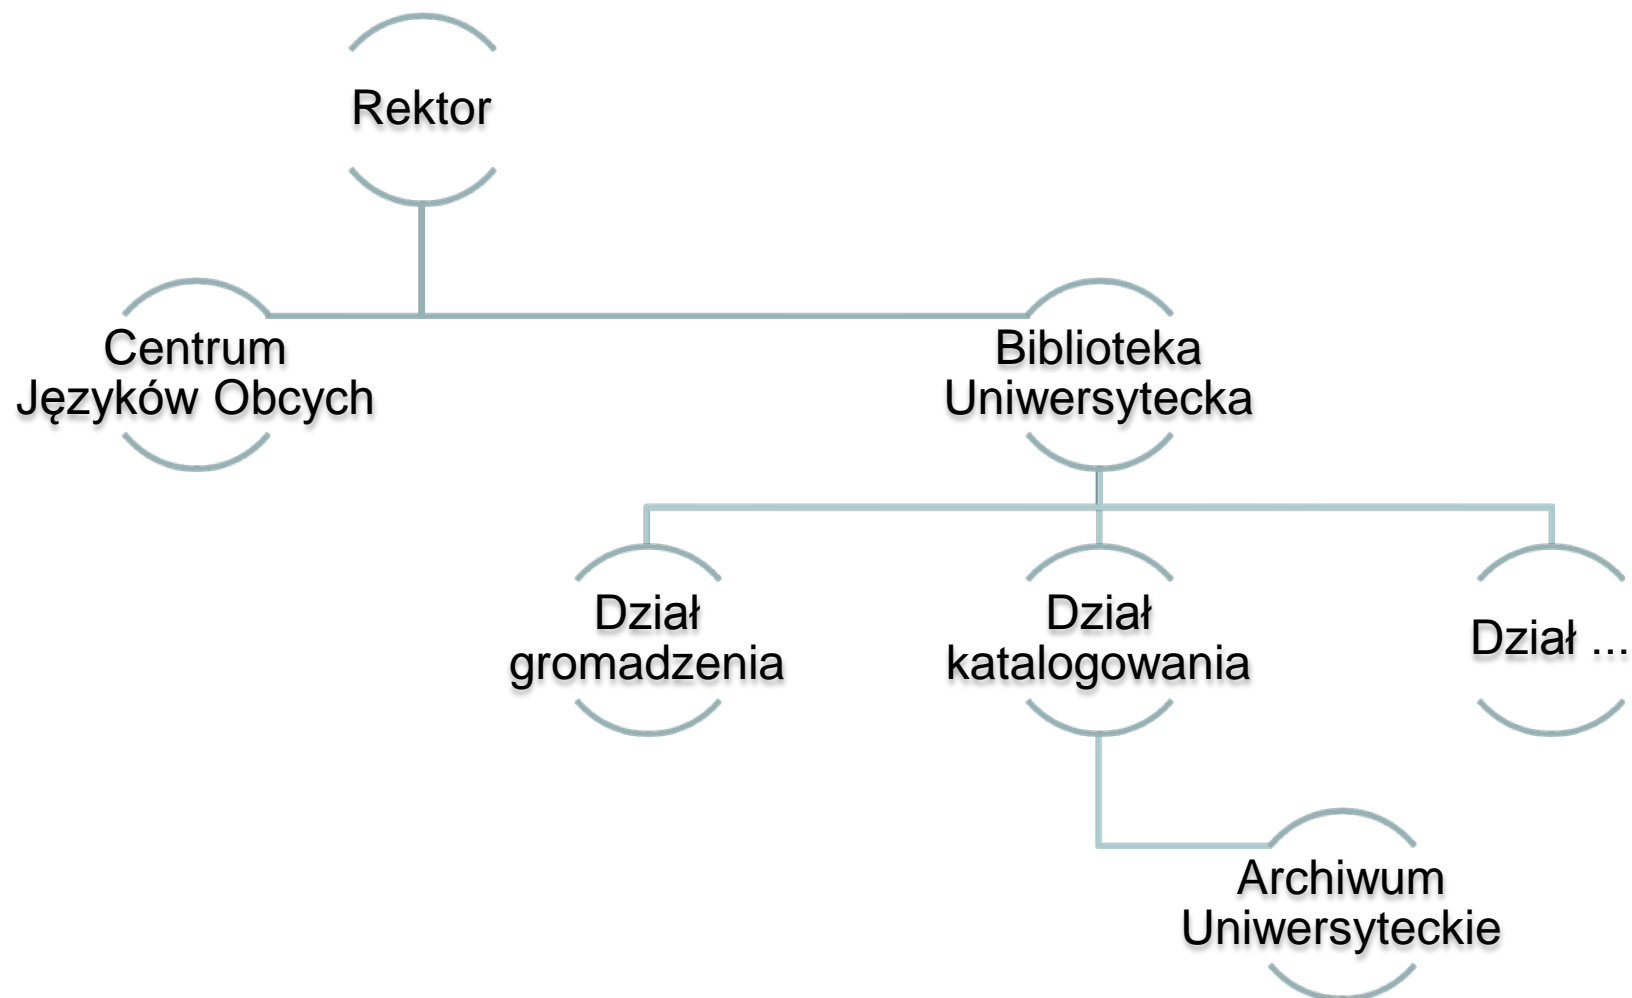 Rektor
Centrum
Języków Obcych
Biblioteka
Uniwersytecka
Dział
gromadzenia
Dział
katalogowania
Dział ...
Archiwum
Uniwersyteckie